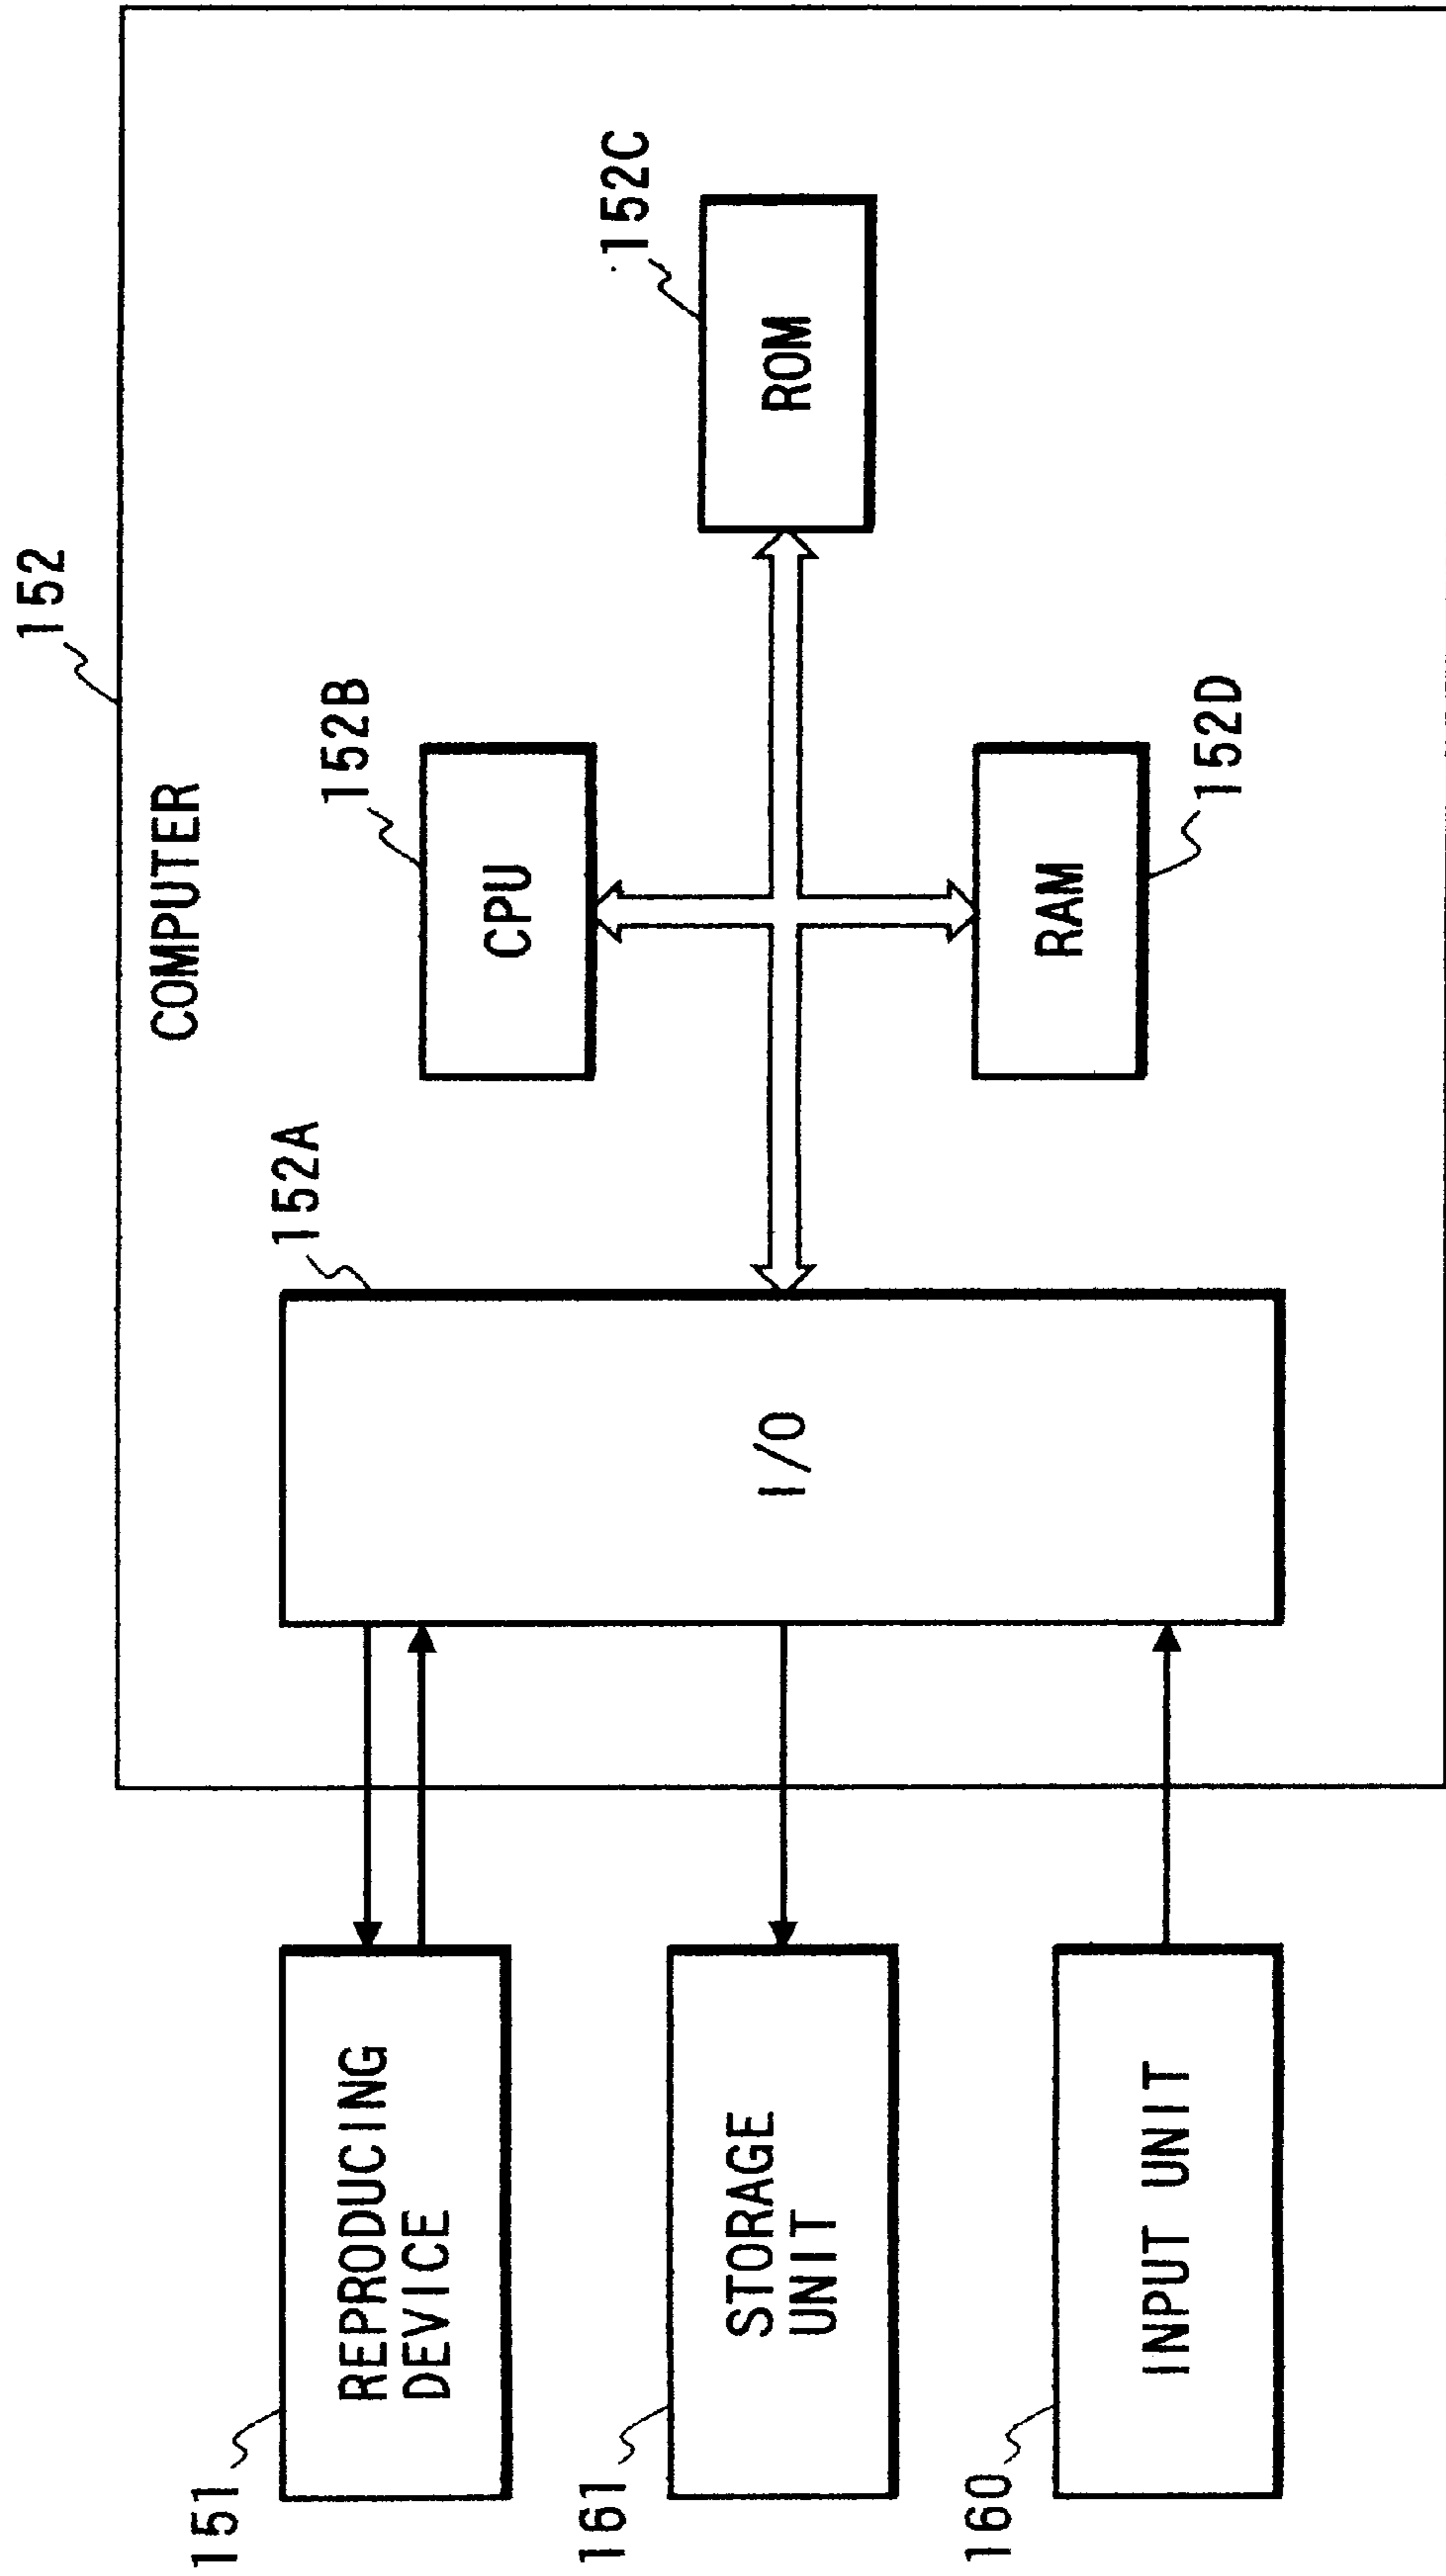 152
COMPUTER
152B
CPU
152C
ROM
152A
I/O
RAM
152D
151
REPRODUCING
DEVICE
161
STORAGE
UNIT
160
INPUT UNIT